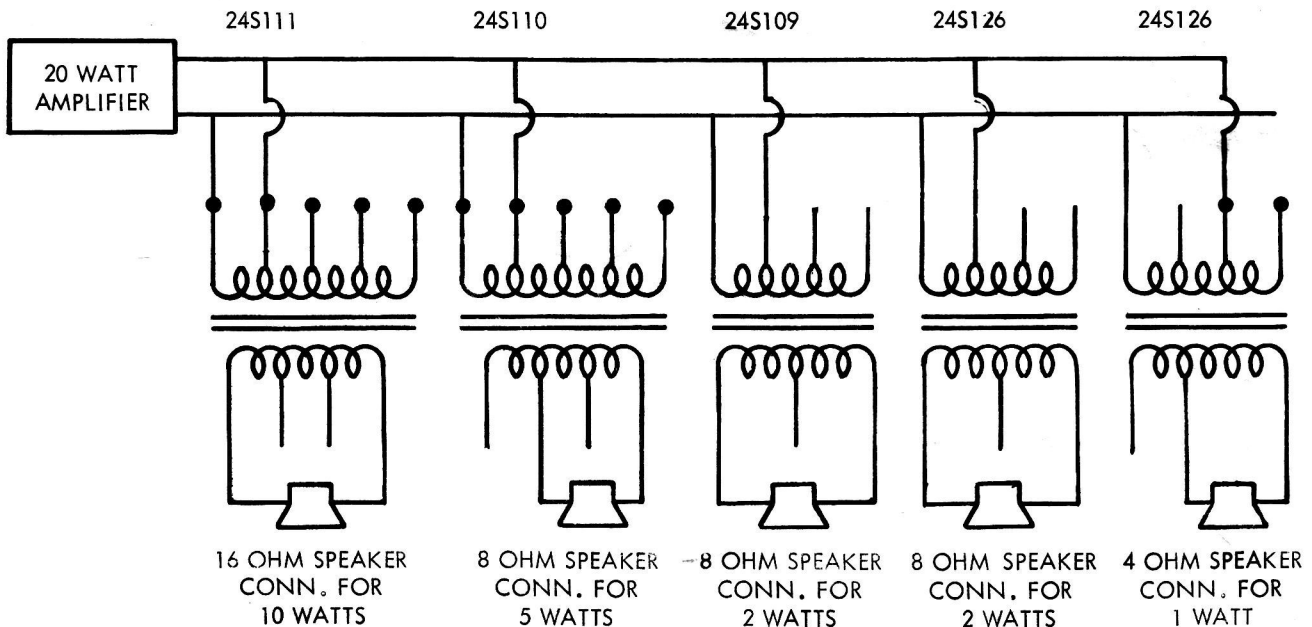 24S111
24S110
24S109
24S126
24S126
20 WATT
AMPLIFIER
16 OHM SPEAKER
CONN. FOR
10 WATTS
8 OHM SPEAKER
CONN. FOR
5 WATTS
8 OHM SPEAKER
CONN. FOR
2 WATTS
8 OHM SPEAKER
CONN. FOR
2 WATTS
4 OHM SPEAKER
CONN. FOR
1 WATT